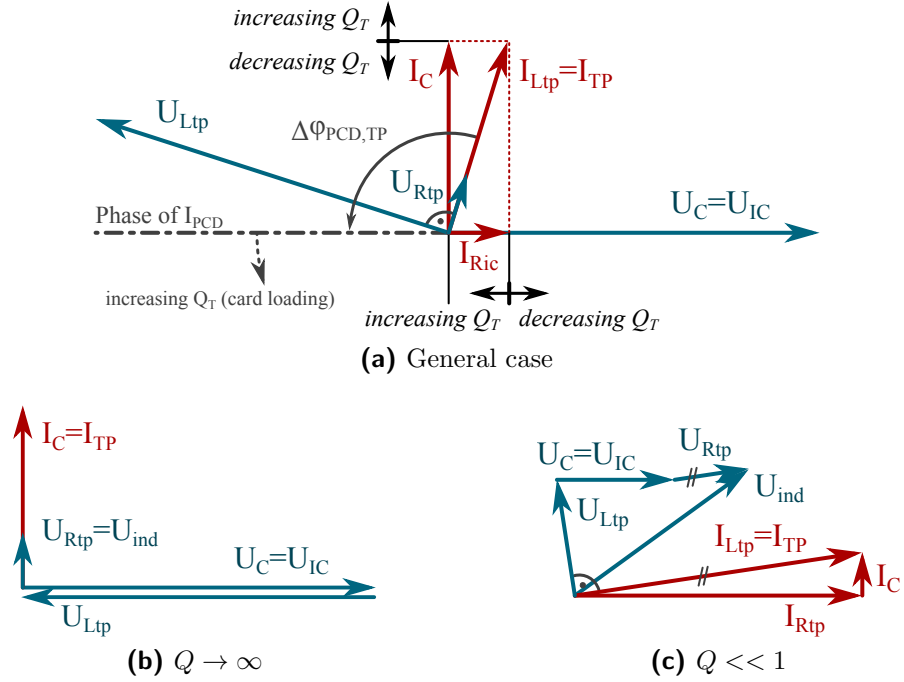 increasing Q_T
decreasing Q_T
I_C
I_Ltp=I_TP
U_Ltp
Δφ_PCD,TP
U_Rtp
U_C=U_IC
Phase of I_PCD
I_Ric
increasing Q_T (card loading)
increasing Q_T
decreasing Q_T
(a) General case
I_C=I_TP
U_Rtp=U_ind
U_C=U_IC
U_Ltp
(b) Q → ∞
U_Rtp
U_C=U_IC
U_ind
U_Ltp
I_Ltp=I_TP
I_C
I_Rtp
(c) Q << 1